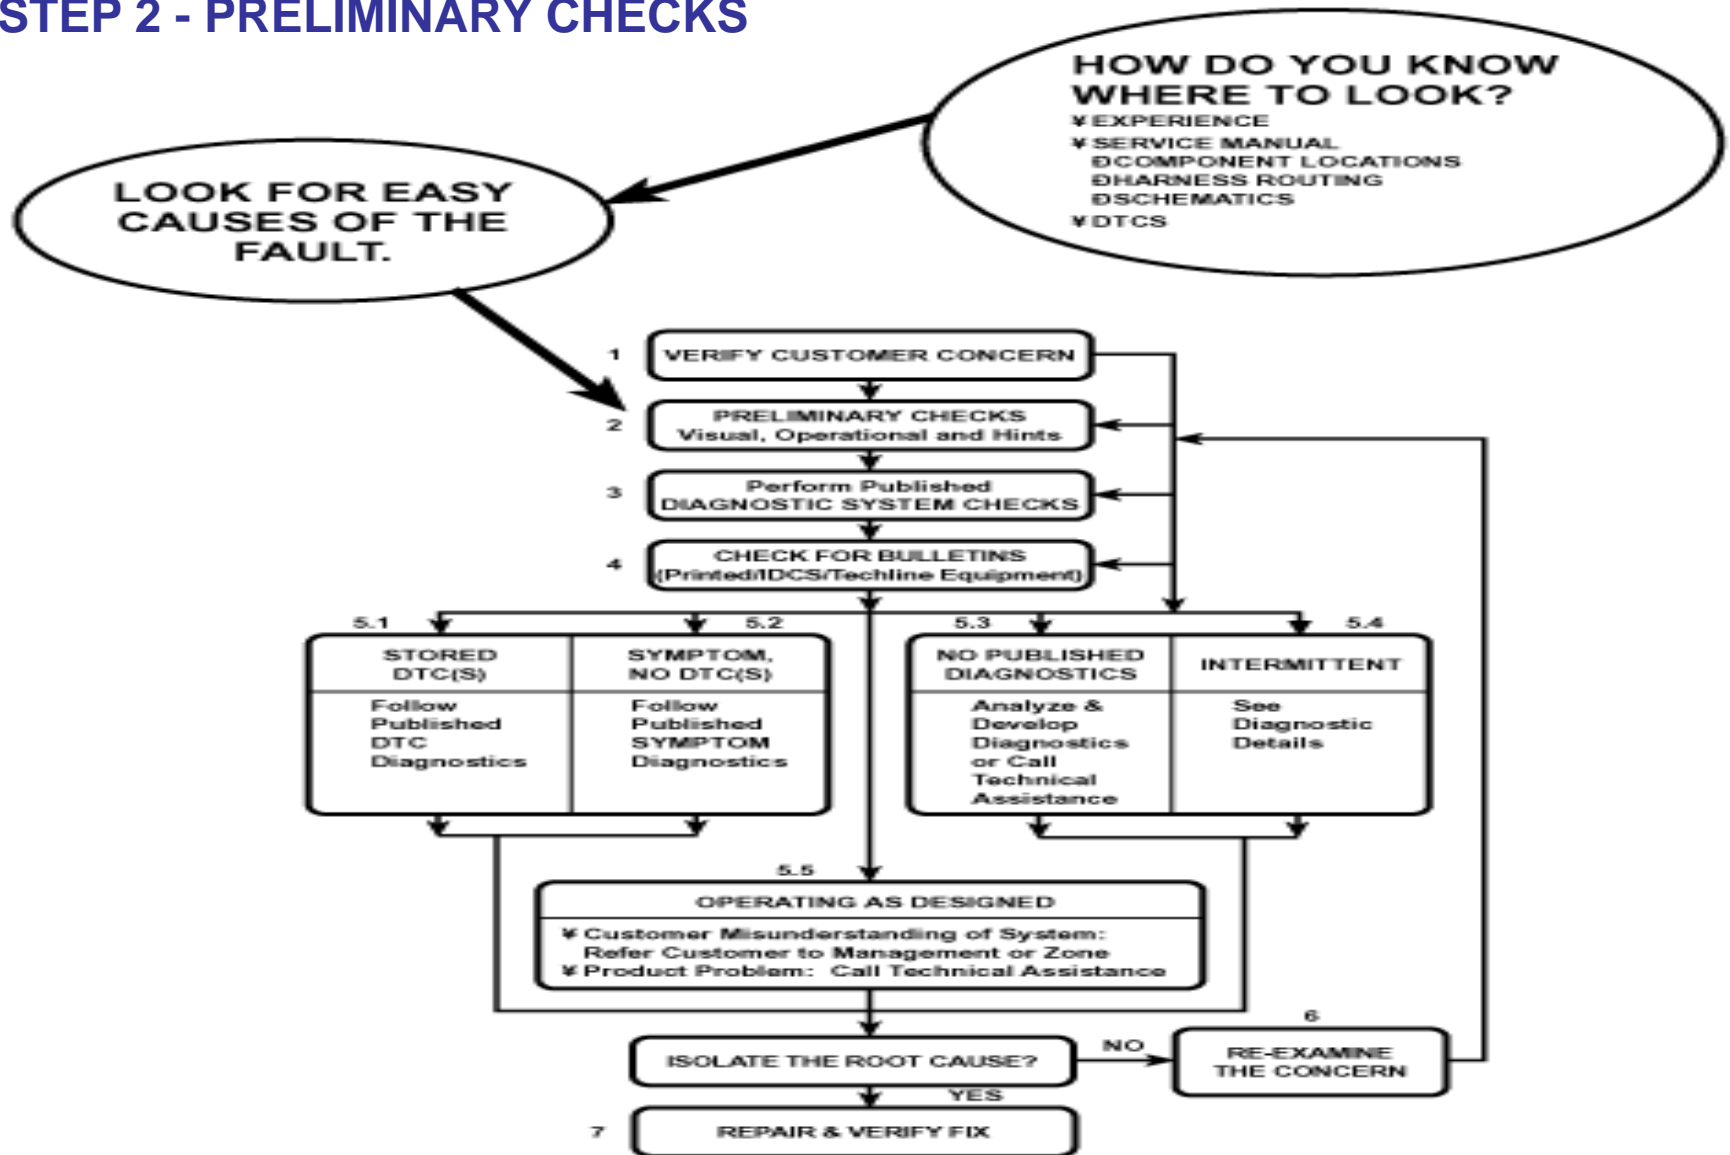 STEP 2 - PRELIMINARY CHECKS
HOW DO YOU KNOW
WHERE TO LOOK?
¥ EXPERIENCE
¥ SERVICE MANUAL
ÐCOMPONENT LOCATIONS
ÐHARNESS ROUTING
ÐSCHEMATICS
¥ DTCS
LOOK FOR EASY
CAUSES OF THE
FAULT.
1
VERIFY CUSTOMER CONCERN
2
PRELIMINARY CHECKS
Visual, Operational and Hints
3
Perform Published
DIAGNOSTIC SYSTEM CHECKS
4
CHECK FOR BULLETINS
(Printed/IDCS/Techline Equipment)
5.1
STORED
DTC(S)
Follow
Published
DTC
Diagnostics
5.2
SYMPTOM,
NO DTC(S)
Follow
Published
SYMPTOM
Diagnostics
5.3
NO PUBLISHED
DIAGNOSTICS
Analyze &
Develop
Diagnostics
or Call
Technical
Assistance
5.4
INTERMITTENT
See
Diagnostic
Details
5.5
OPERATING AS DESIGNED
¥ Customer Misunderstanding of System:
Refer Customer to Management or Zone
¥ Product Problem: Call Technical Assistance
ISOLATE THE ROOT CAUSE?
NO
6
RE-EXAMINE
THE CONCERN
YES
7
REPAIR & VERIFY FIX